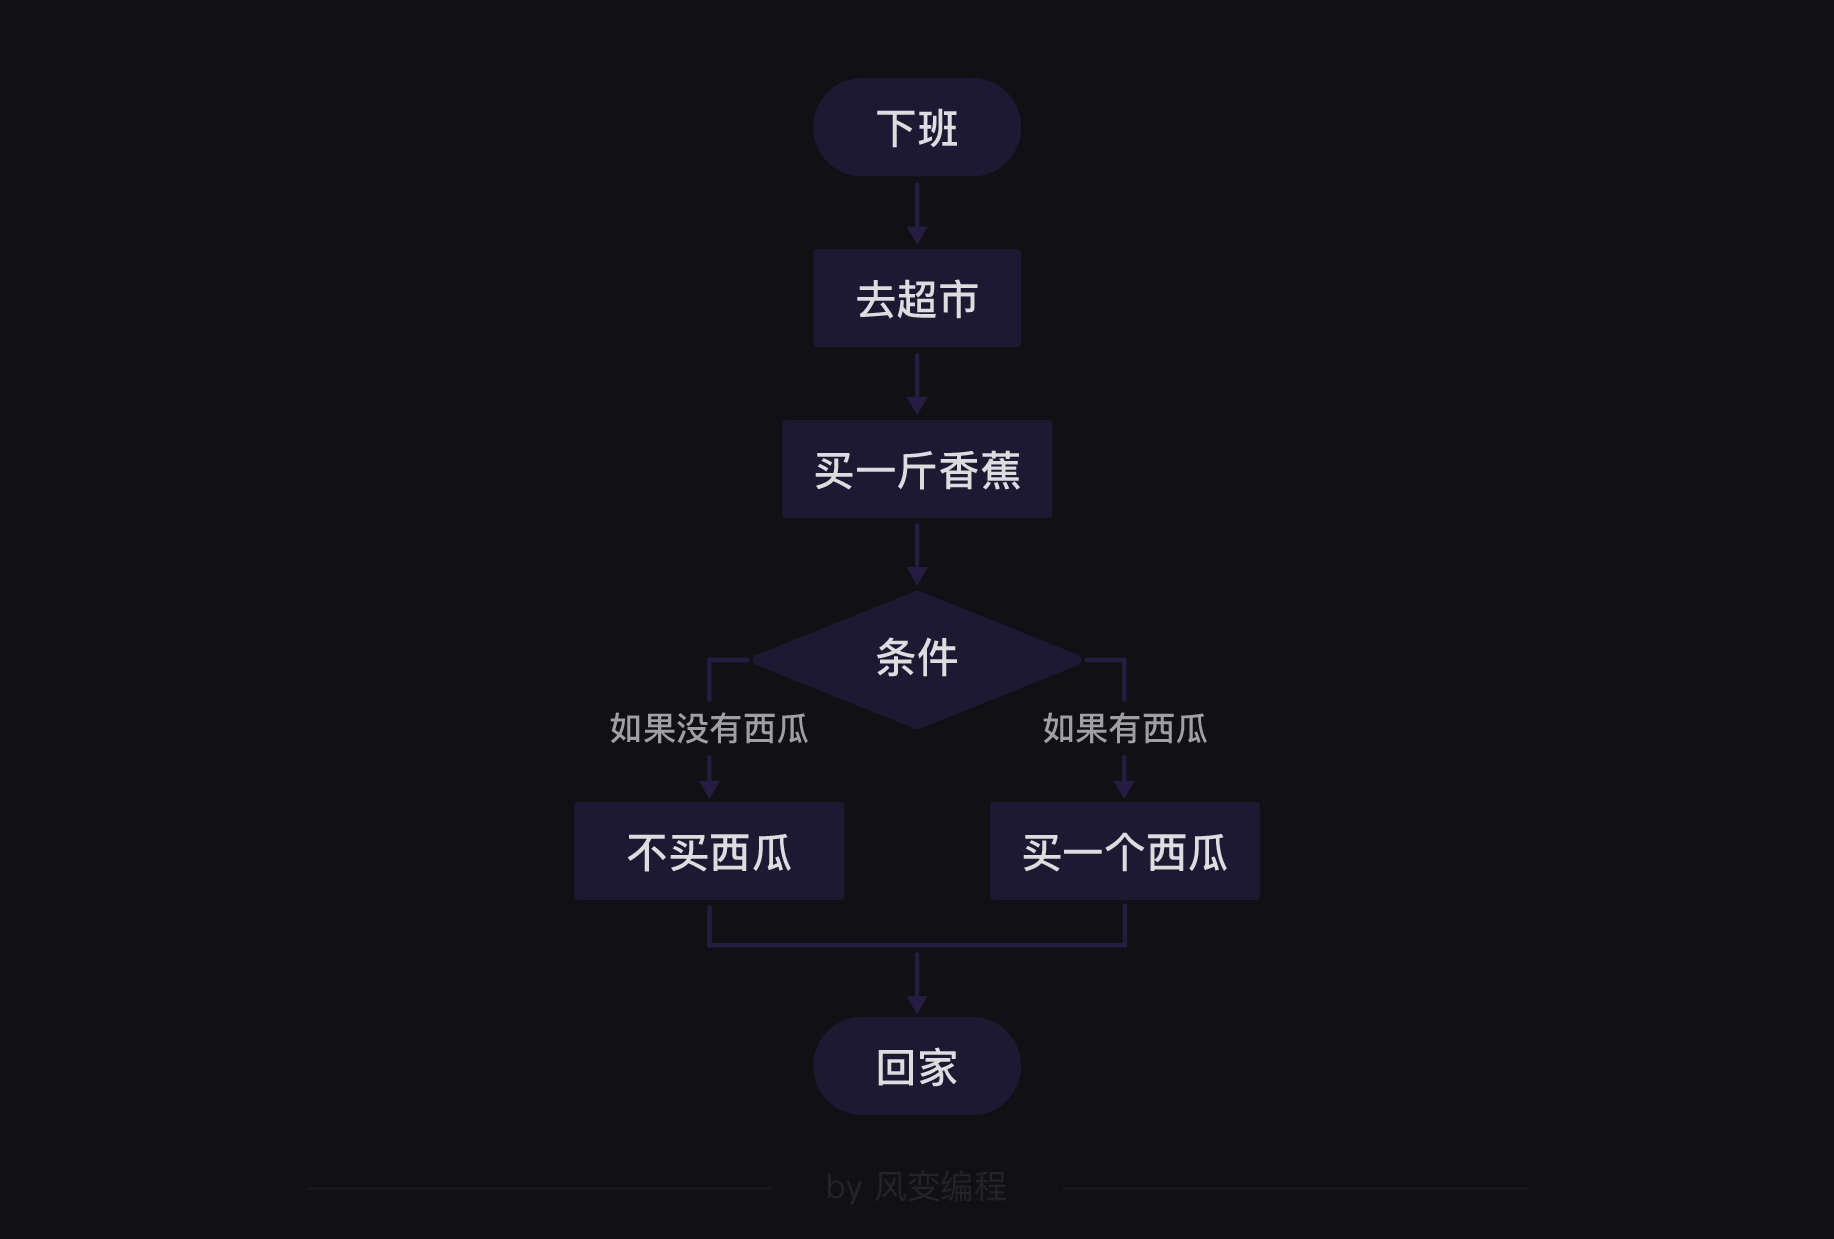 下班
去超市
买一斤香蕉
条件
如果没有西瓜
如果有西瓜
不买西瓜
买一个西瓜
回家
by 风变编程